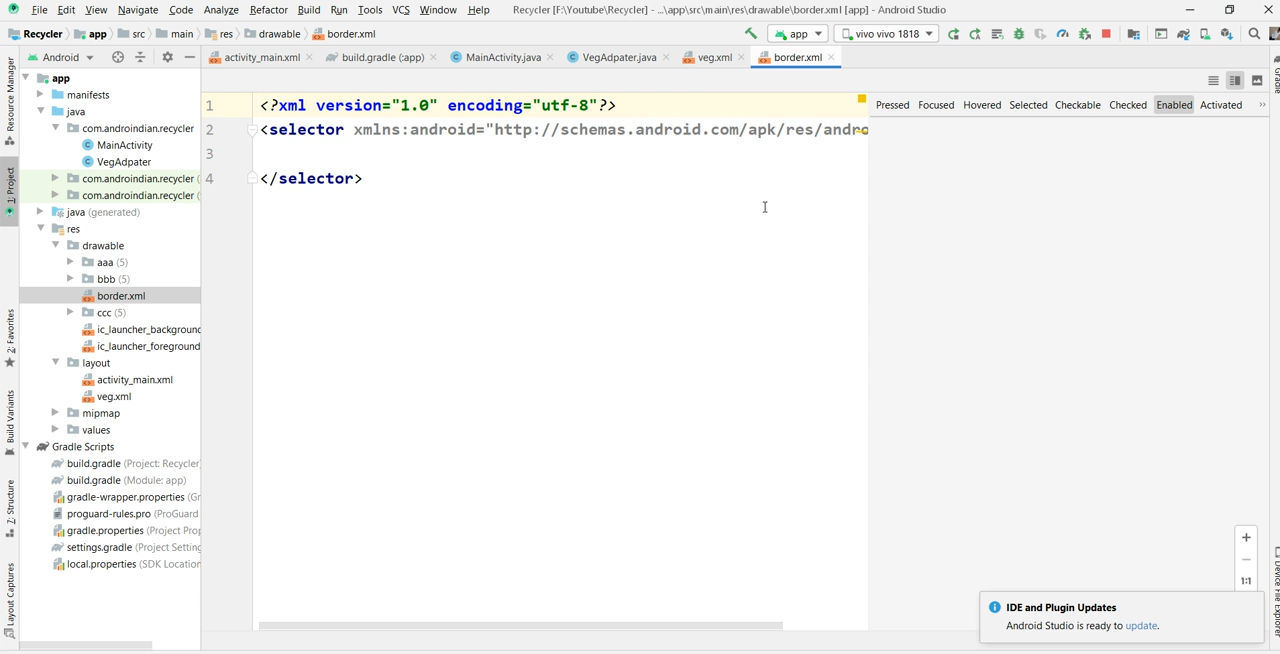 File Edit View Navigate Code Analyze Refactor Build Run Tools VCS Window Help Recycler [F:\Youtube\Recycler] - ...\app\src\main\res\drawable\border.xml [app] - Android Studio
Recycler app src main res drawable border.xml app vivo vivo 1818
Android activity_main.xml build.gradle (:app) MainActivity.java VegAdpater.java veg.xml border.xml
Resource Manager
1: Project
2: Favorites
Build Variants
7: Structure
Layout Captures
app
manifests
java
com.androindian.recycler
MainActivity
VegAdpater
com.androindian.recycler (
com.androindian.recycler (
java (generated)
res
drawable
aaa (5)
bbb (5)
border.xml
ccc (5)
ic_launcher_background
ic_launcher_foreground
layout
activity_main.xml
veg.xml
mipmap
values
Gradle Scripts
build.gradle (Project: Recycler)
build.gradle (Module: app)
gradle-wrapper.properties (Gr
proguard-rules.pro (ProGuard
gradle.properties (Project Prop
settings.gradle (Project Setting
local.properties (SDK Location
1 <?xml version="1.0" encoding="utf-8"?>
2 <selector xmlns:android="http://schemas.android.com/apk/res/andro
3
4 </selector>
Pressed Focused Hovered Selected Checkable Checked Enabled Activated »
Gradle
Device File Explorer
1:1
IDE and Plugin Updates
Android Studio is ready to update.